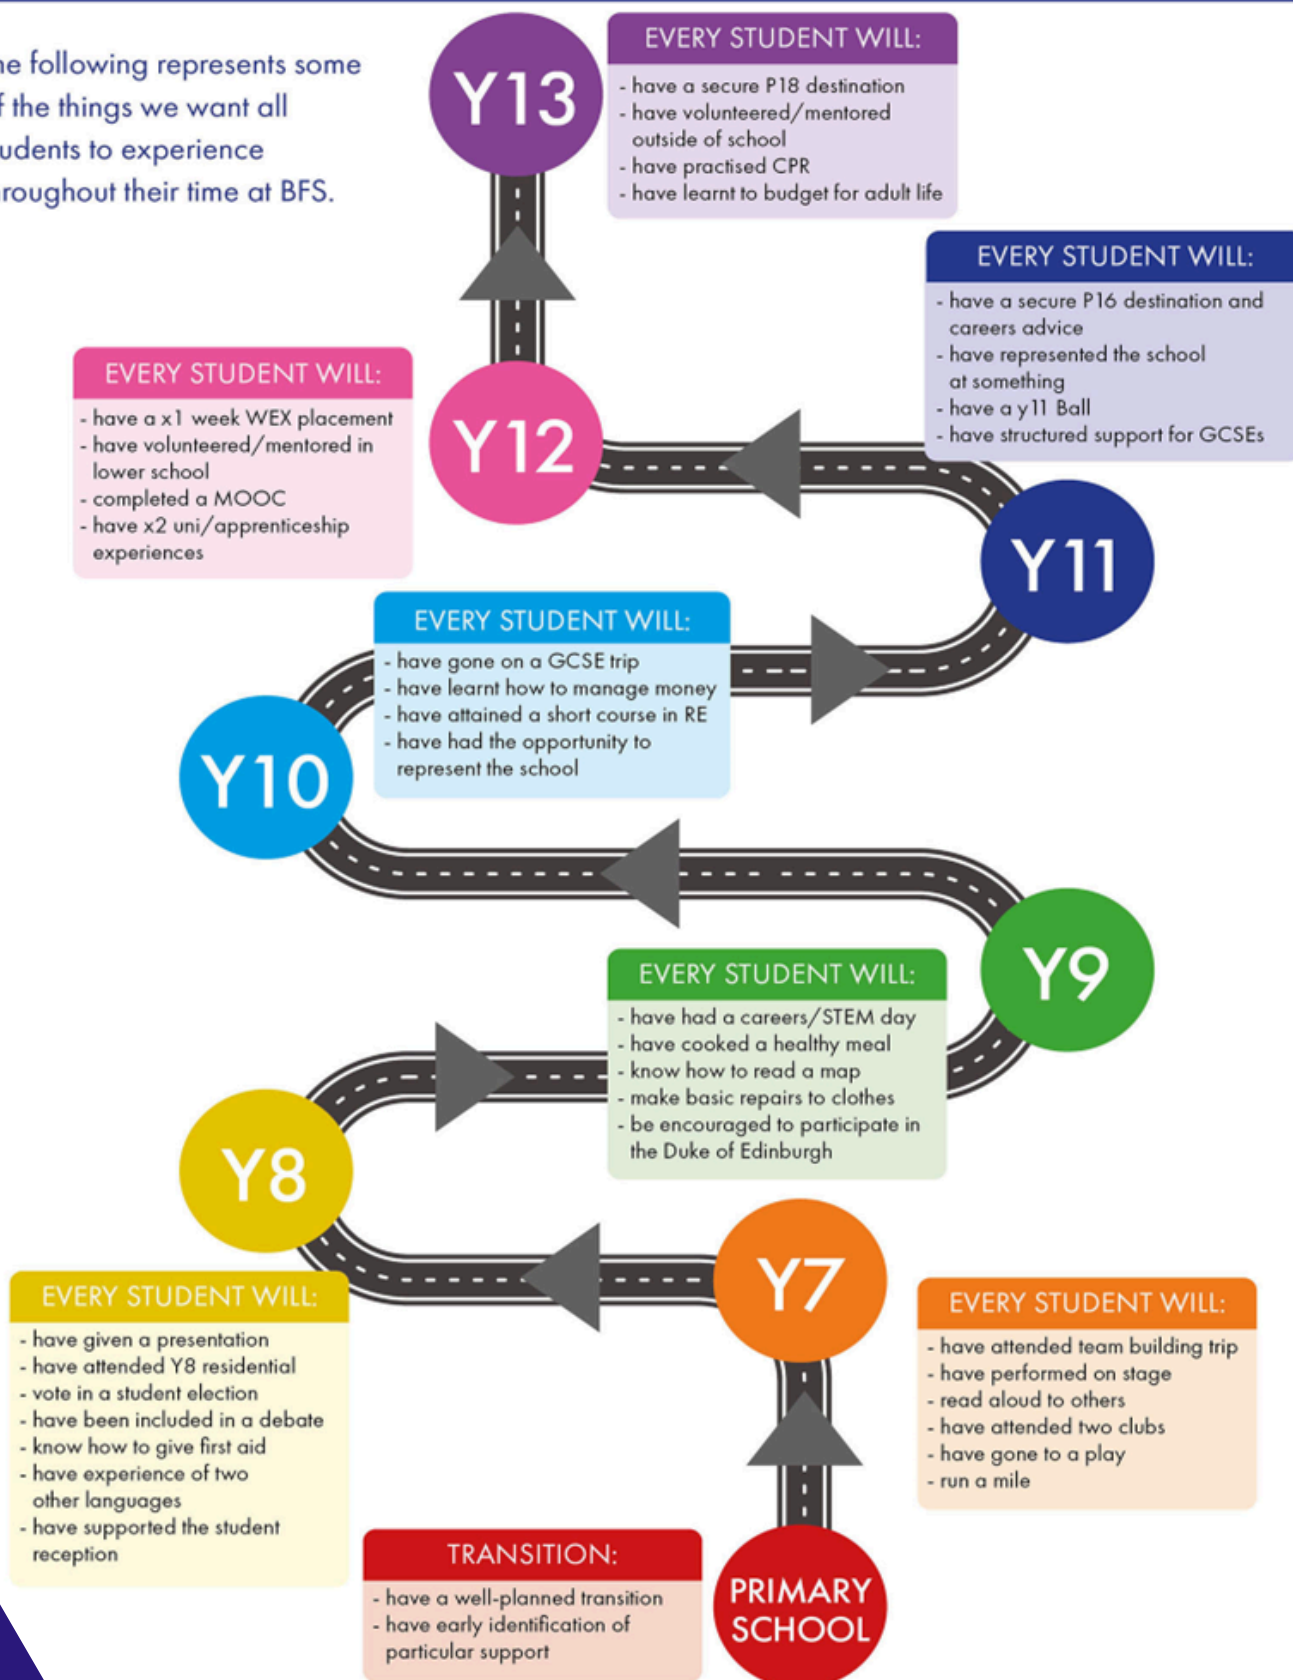 he following represents some
f the things we want all
udents to experience
roughout their time at BFS.
Y13
EVERY STUDENT WILL:
- have a secure P18 destination
- have volunteered/mentored
outside of school
- have practised CPR
- have learnt to budget for adult life
EVERY STUDENT WILL:
- have a secure P16 destination and
careers advice
- have represented the school
at something
- have a y11 Ball
- have structured support for GCSEs
EVERY STUDENT WILL:
- have a x1 week WEX placement
- have volunteered/mentored in
lower school
- completed a MOOC
- have x2 uni/apprenticeship
experiences
Y12
Y11
EVERY STUDENT WILL:
- have gone on a GCSE trip
- have learnt how to manage money
- have attained a short course in RE
- have had the opportunity to
represent the school
Y10
Y9
EVERY STUDENT WILL:
- have had a careers/STEM day
- have cooked a healthy meal
- know how to read a map
- make basic repairs to clothes
- be encouraged to participate in
the Duke of Edinburgh
Y8
EVERY STUDENT WILL:
- have given a presentation
- have attended Y8 residential
- vote in a student election
- have been included in a debate
- know how to give first aid
- have experience of two
other languages
- have supported the student
reception
Y7
EVERY STUDENT WILL:
- have attended team building trip
- have performed on stage
- read aloud to others
- have attended two clubs
- have gone to a play
- run a mile
TRANSITION:
- have a well-planned transition
- have early identification of
particular support
PRIMARY
SCHOOL